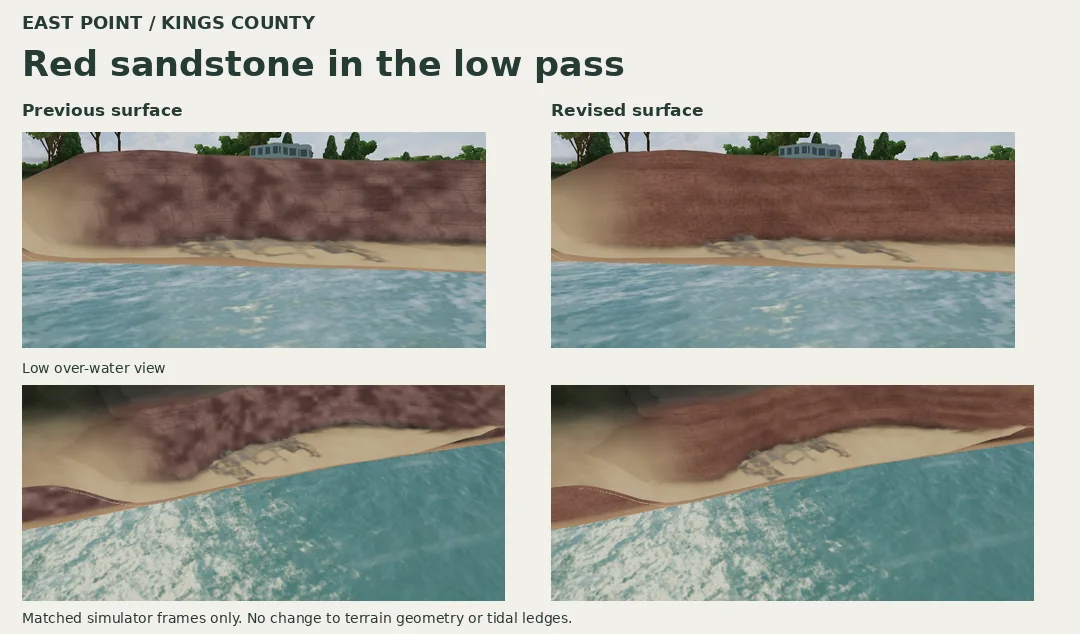 EAST POINT / KINGS COUNTY
Red sandstone in the low pass
Previous surface
Revised surface
Low over-water view
Matched simulator frames only. No change to terrain geometry or tidal ledges.